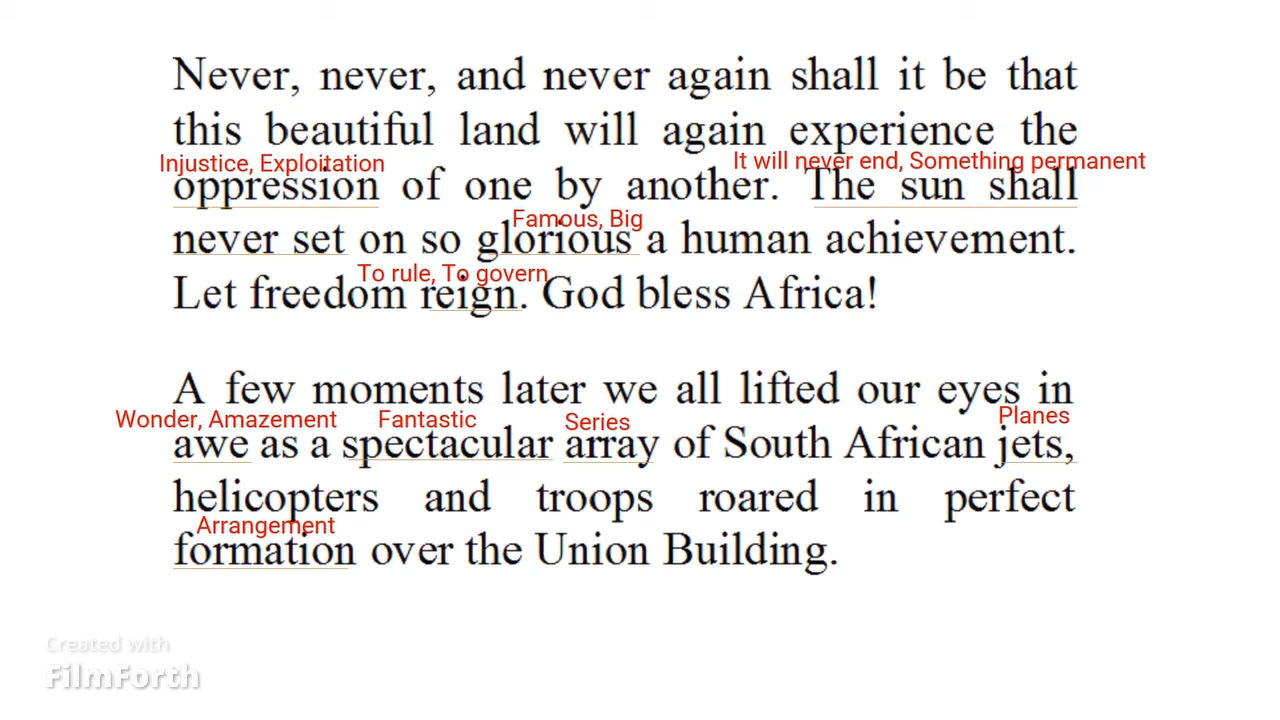 Never, never, and never again shall it be that
this beautiful land will again experience the
Injustice, Exploitation
It will never end, Something permanent
oppression of one by another. The sun shall
Famous, Big
never set on so glorious a human achievement.
To rule, To govern
Let freedom reign. God bless Africa!
A few moments later we all lifted our eyes in
Wonder, Amazement
Fantastic
Series
Planes
awe as a spectacular array of South African jets,
helicopters and troops roared in perfect
Arrangement
formation over the Union Building.
Created with
FilmForth